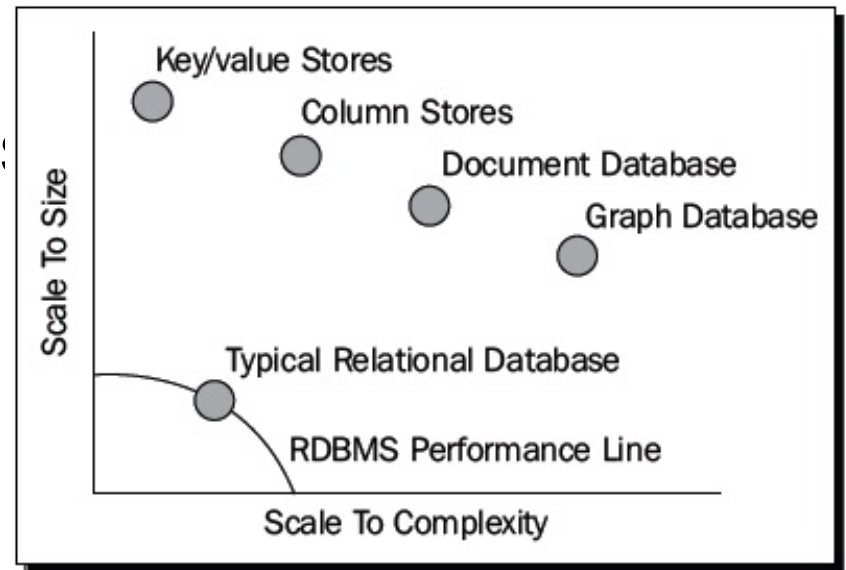 Key/value Stores
Column Stores
Document Database
Graph Database
Scale To Size
Typical Relational Database
RDBMS Performance Line
Scale To Complexity